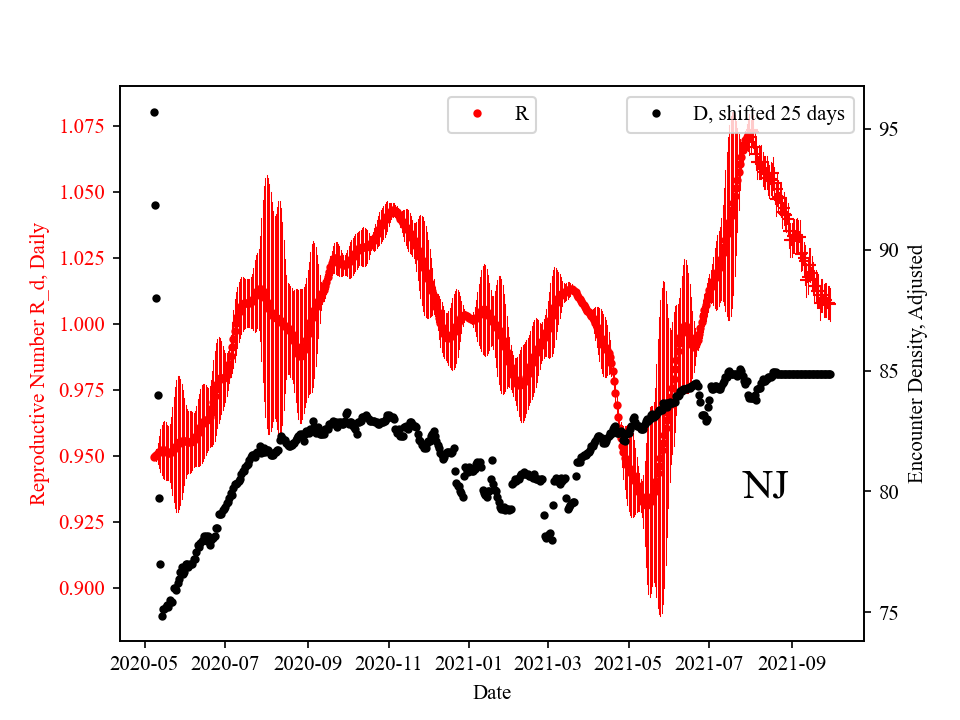 R
D, shifted 25 days
1.075
1.050
1.025
1.000
0.975
0.950
0.925
0.900
Reproductive Number R_d, Daily
95
90
85
80
75
Encounter Density, Adjusted
NJ
2020-05 2020-07 2020-09 2020-11 2021-01 2021-03 2021-05 2021-07 2021-09
Date